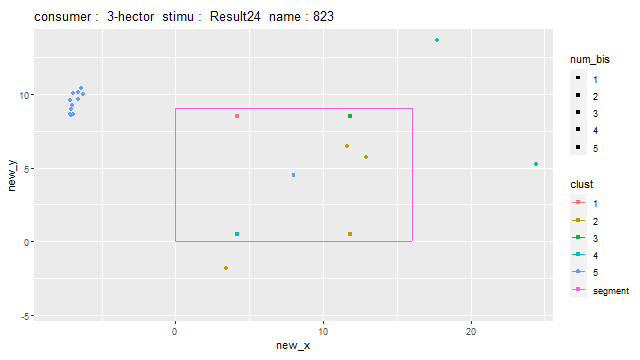 consumer :  3-hector  stimu :  Result24  name : 823
new_y
10
5
0
-5
0
10
20
new_x
num_bis
1
2
3
4
5
clust
1
2
3
4
5
segment